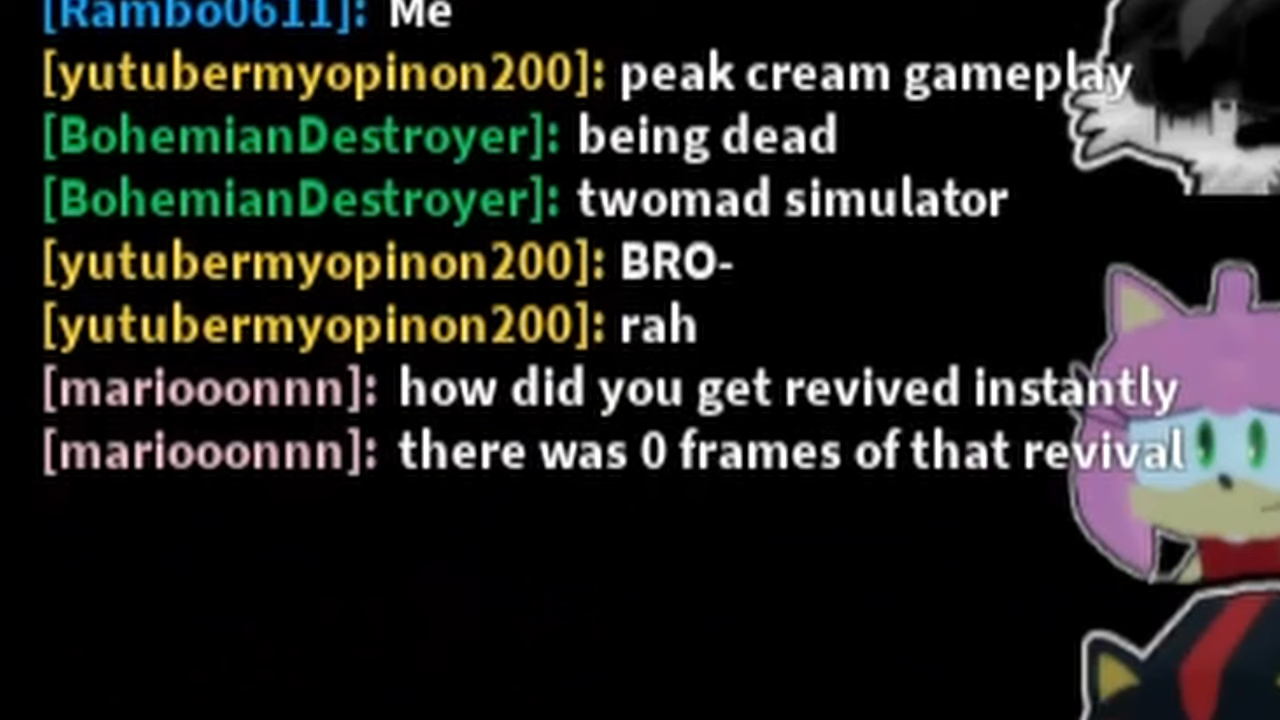 [Rambo0611]: Me
[yutubermyopinon200]: peak cream gameplay
[BohemianDestroyer]: being dead
[BohemianDestroyer]: twomad simulator
[yutubermyopinon200]: BRO-
[yutubermyopinon200]: rah
[mariooonnn]: how did you get revived instantly
[mariooonnn]: there was 0 frames of that revival